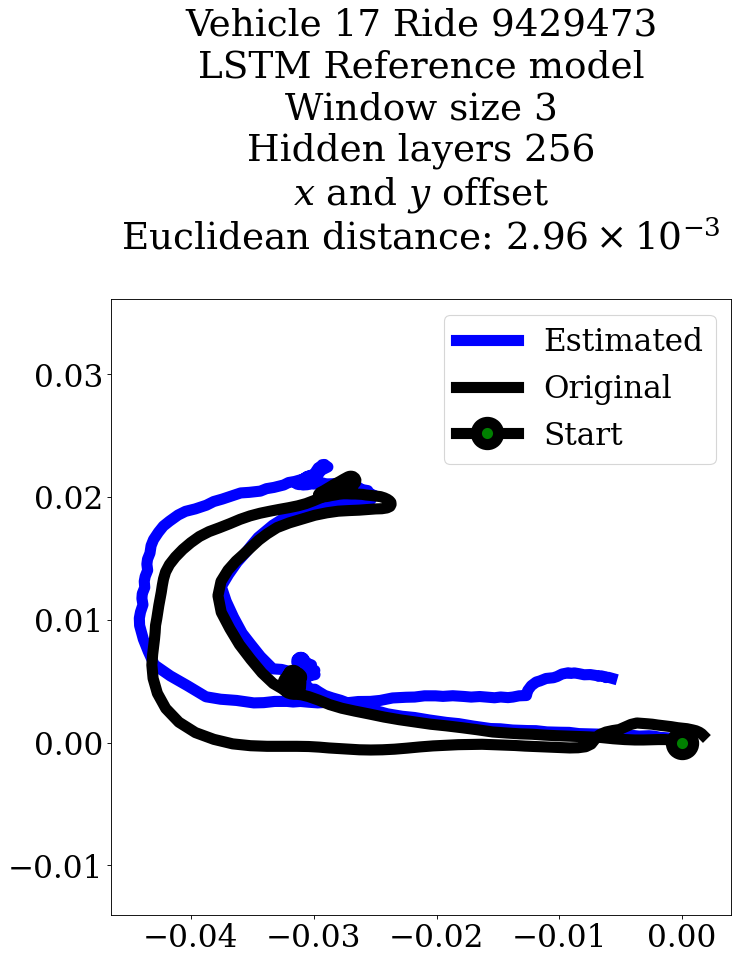 Vehicle 17 Ride 9429473
LSTM Reference model
Window size 3
Hidden layers 256
x and y offset
Euclidean distance: 2.96 × 10⁻³
Estimated
Original
Start
0.03
0.02
0.01
0.00
−0.01
−0.04 −0.03 −0.02 −0.01 0.00